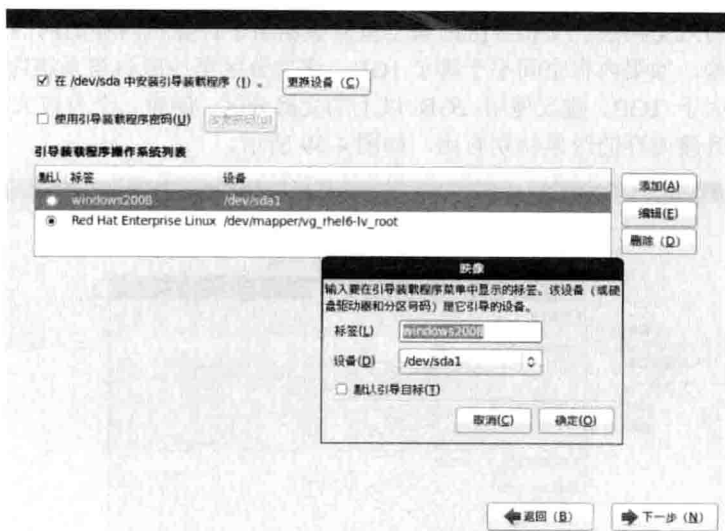 在 /dev/sda 中安装引导装载程序 (I) 。 更换设备 (C)
使用引导装载程序密码(U)
引导装载程序操作系统列表
默认 标签 设备
windows2008 /dev/sda1
Red Hat Enterprise Linux /dev/mapper/vg_rhel6-lv_root
添加(A)
编辑(E)
删除 (D)
映像
输入要在引导装载程序菜单中显示的标签。该设备（或硬
盘驱动器和分区号码）是它引导的设备。
标签(L) windows2008
设备(D) /dev/sda1
默认引导目标(T)
取消(C) 确定(O)
返回 (B) 下一步 (N)